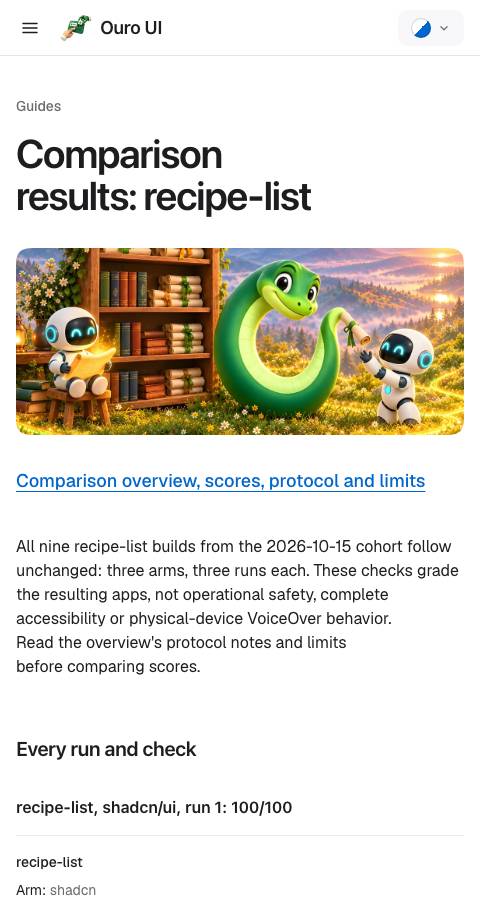 Ouro UI
Guides
Comparison
results: recipe-list
Comparison overview, scores, protocol and limits
All nine recipe-list builds from the 2026-10-15 cohort follow
unchanged: three arms, three runs each. These checks grade
the resulting apps, not operational safety, complete
accessibility or physical-device VoiceOver behavior.
Read the overview's protocol notes and limits
before comparing scores.
Every run and check
recipe-list, shadcn/ui, run 1: 100/100
recipe-list
Arm: shadcn